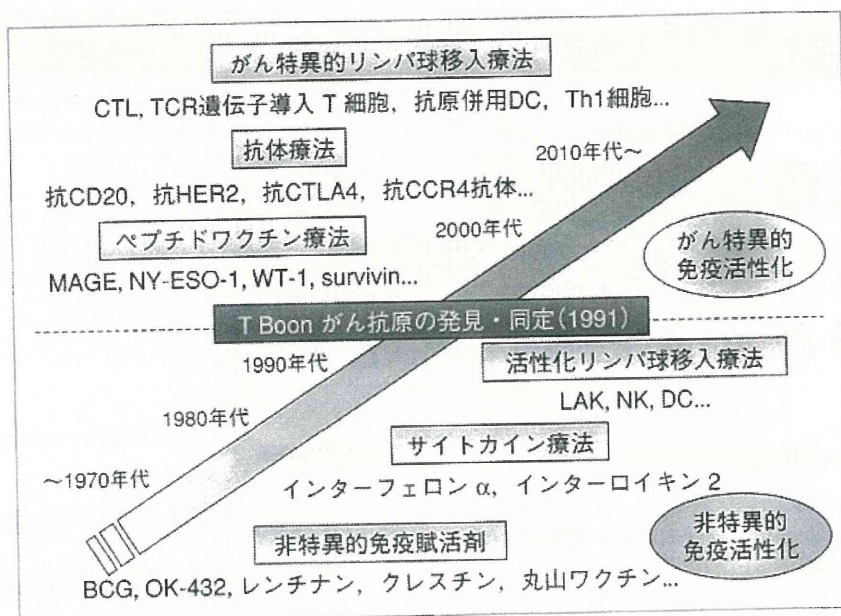 がん特異的リンパ球移入療法
CTL, TCR遺伝子導入 T 細胞, 抗原併用DC, Th1細胞...
抗体療法
2010年代～
抗CD20, 抗HER2, 抗CTLA4, 抗CCR4抗体...
2000年代
ペプチドワクチン療法
がん特異的
免疫活性化
MAGE, NY-ESO-1, WT-1, survivin...
T Boon がん抗原の発見・同定(1991)
1990年代
活性化リンパ球移入療法
LAK, NK, DC...
1980年代
サイトカイン療法
～1970年代
インターフェロン α, インターロイキン 2
非特異的免疫賦活剤
非特異的
免疫活性化
BCG, OK-432, レンチナン, クレスチン, 丸山ワクチン...